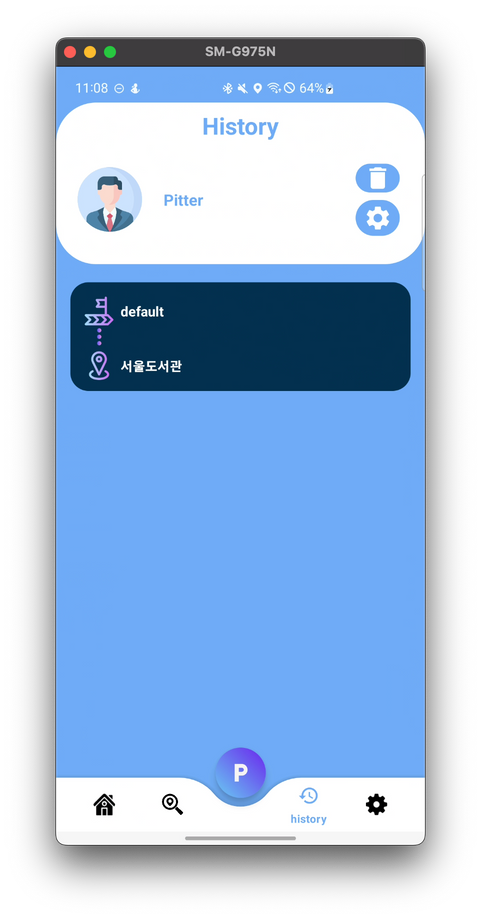 SM-G975N
11:08 64%
History
Pitter
default
서울도서관
P
history